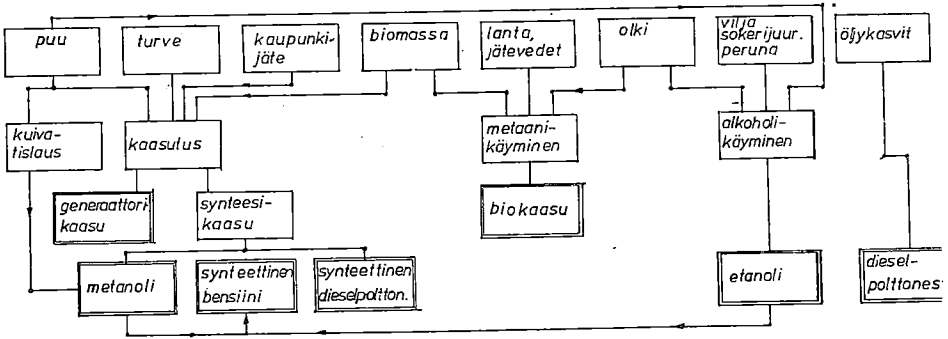 puu
turve
kaupunki-
jäte
biomassa
lanta,
jätevedet
olki
vilja
sokerijuur.
peruna
öljykasvit
kuiva-
tislaus
kaasutus
metaani-
käyminen
alkoholi-
käyminen
generaattori-
kaasu
synteesi-
kaasu
biokaasu
metanoli
synteettinen
bensiini
synteettinen
dieselpoltton.
etanoli
diesel-
polttones